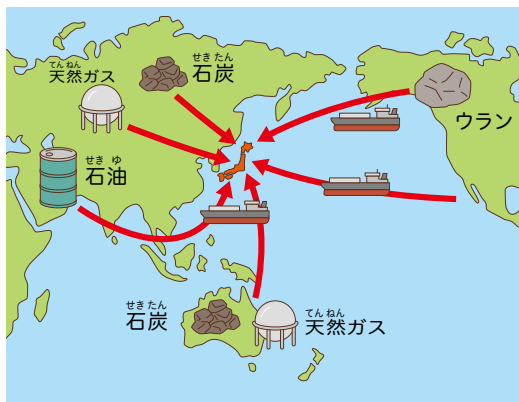 てんねん
天然ガス
せきたん
石炭
ウラン
せきゆ
石油
せきたん
石炭
てんねん
天然ガス